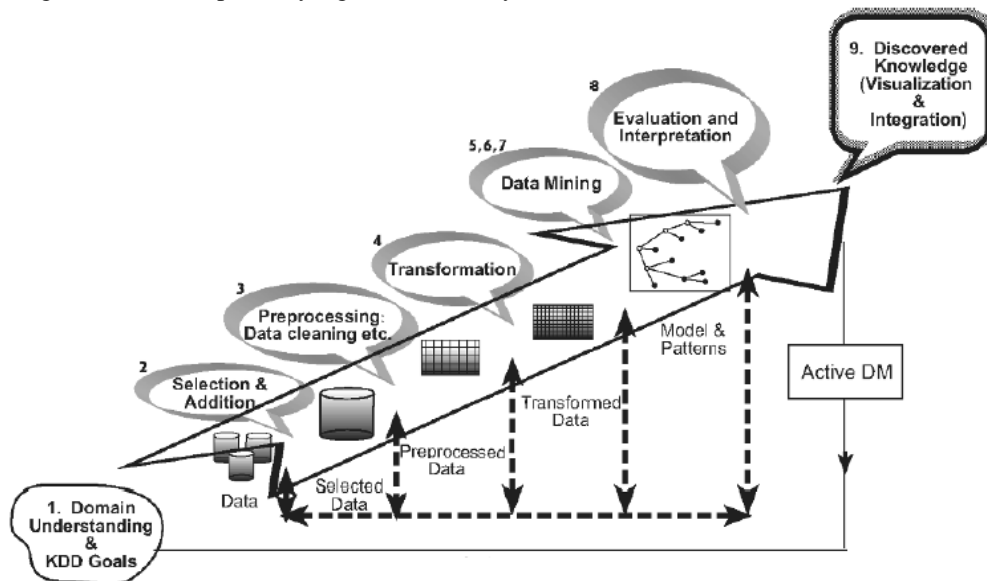 9. Discovered
Knowledge
(Visualization
&
Integration)
8
Evaluation and
Interpretation
5,6,7
Data Mining
4
Transformation
3
Preprocessing:
Data cleaning etc.
2
Selection &
Addition
Model &
Patterns
Active DM
Transformed
Data
Preprocessed
Data
Selected
Data
Data
1. Domain
Understanding
&
KDD Goals